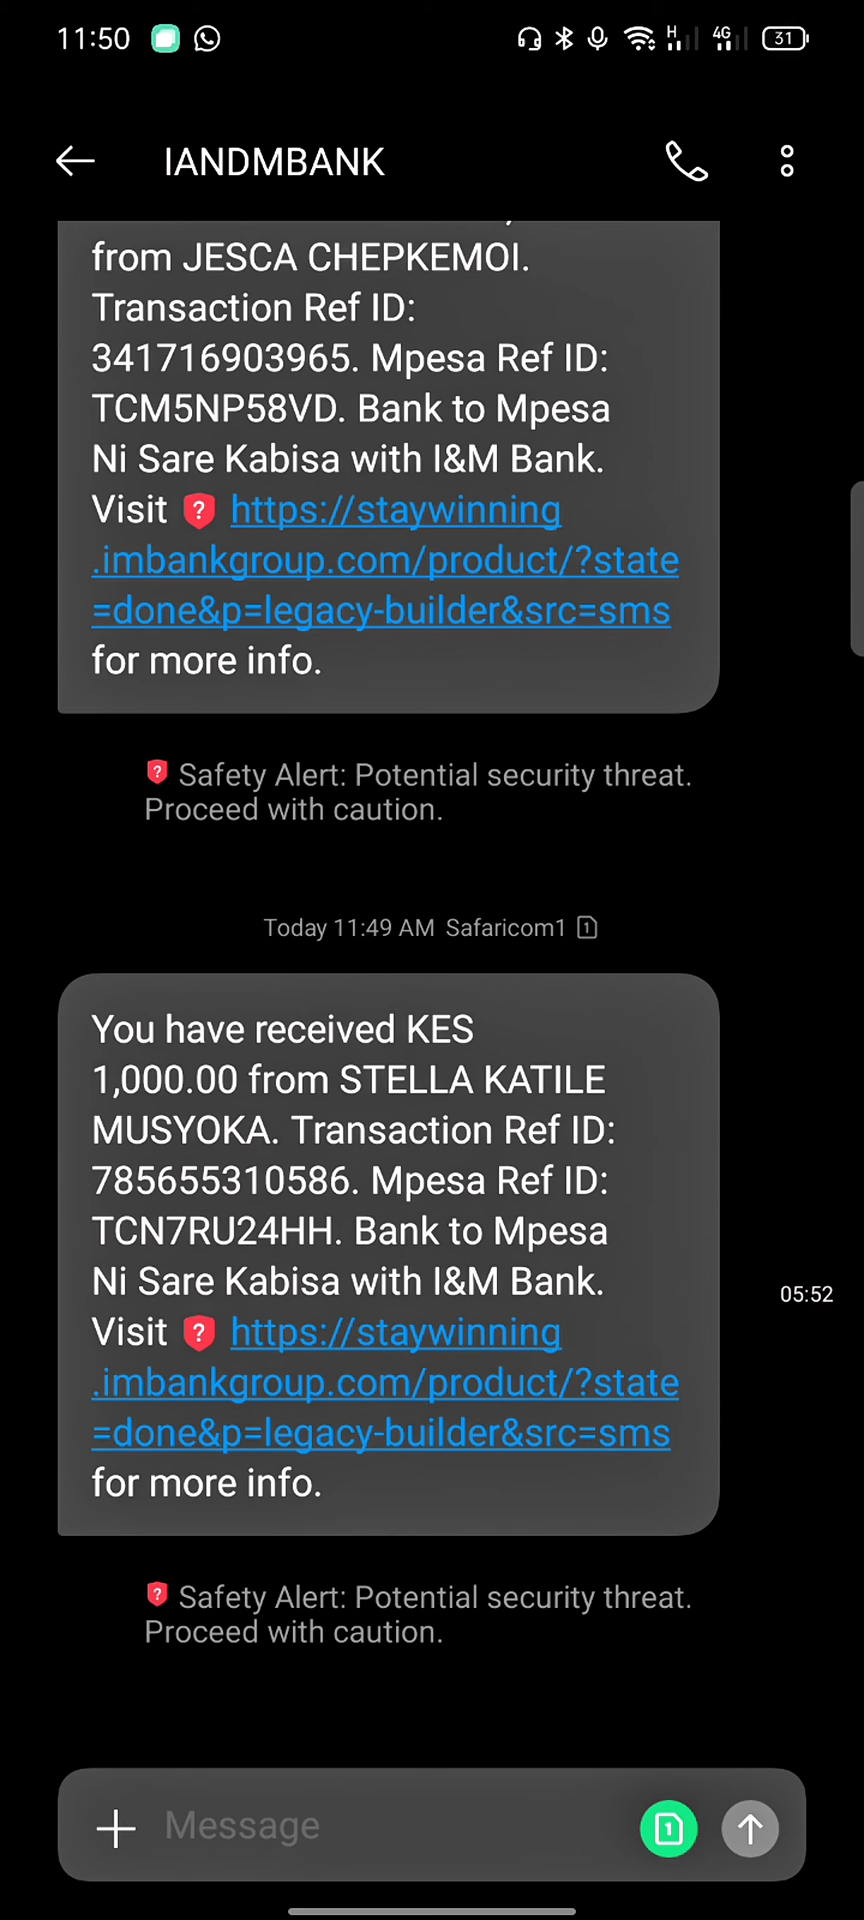 11:50
H
4G
31
IANDMBANK
from JESCA CHEPKEMOI.
Transaction Ref ID:
341716903965. Mpesa Ref ID:
TCM5NP58VD. Bank to Mpesa
Ni Sare Kabisa with I&M Bank.
Visit ? https://staywinning
.imbankgroup.com/product/?state
=done&p=legacy-builder&src=sms
for more info.
? Safety Alert: Potential security threat.
Proceed with caution.
Today 11:49 AM Safaricom1 1
You have received KES
1,000.00 from STELLA KATILE
MUSYOKA. Transaction Ref ID:
785655310586. Mpesa Ref ID:
TCN7RU24HH. Bank to Mpesa
Ni Sare Kabisa with I&M Bank.
05:52
Visit ? https://staywinning
.imbankgroup.com/product/?state
=done&p=legacy-builder&src=sms
for more info.
? Safety Alert: Potential security threat.
Proceed with caution.
Message
1